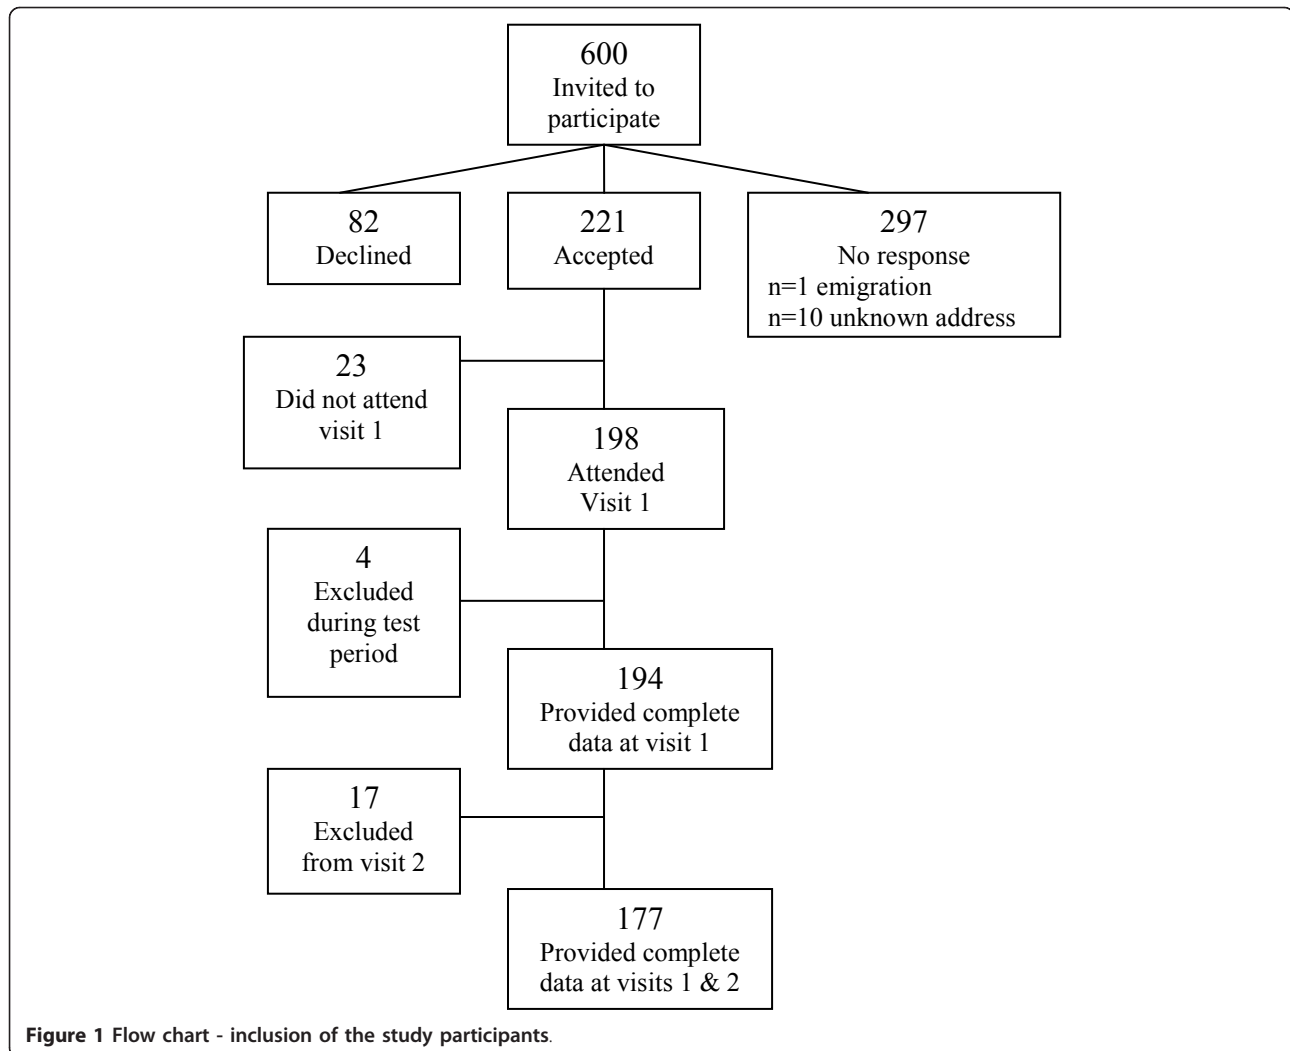 600
Invited to
participate
82
Declined
221
Accepted
297
No response
n=1 emigration
n=10 unknown address
23
Did not attend
visit 1
198
Attended
Visit 1
4
Excluded
during test
period
194
Provided complete
data at visit 1
17
Excluded
from visit 2
177
Provided complete
data at visits 1 & 2
Figure 1 Flow chart - inclusion of the study participants.